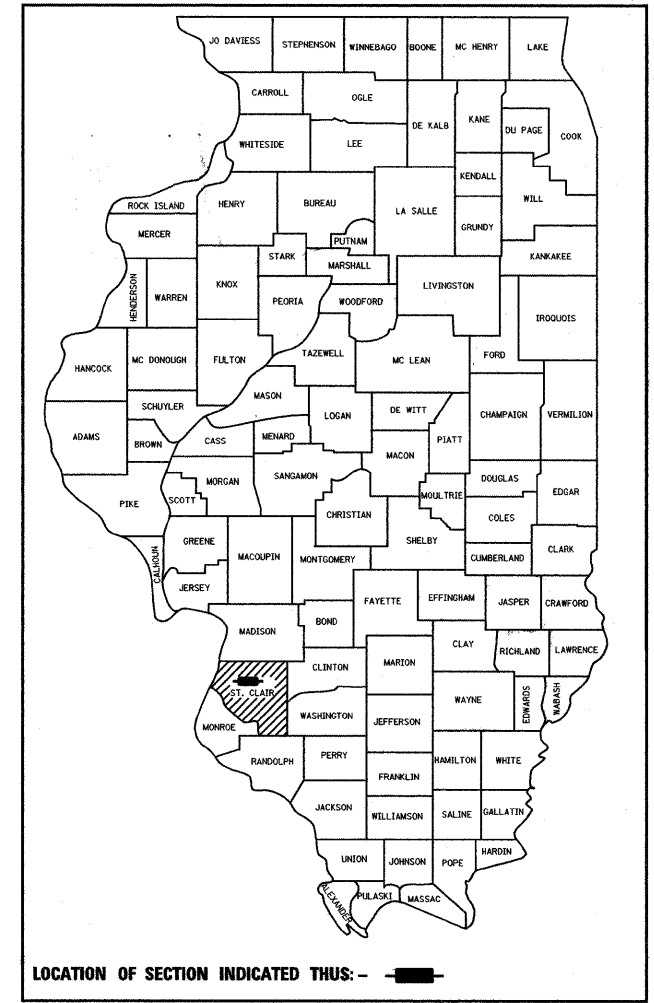 JO DAVIESS
STEPHENSON
WINNEBAGO
BOONE
MC HENRY
LAKE
CARROLL
OGLE
DE KALB
KANE
DU PAGE
COOK
WHITESIDE
LEE
KENDALL
WILL
ROCK ISLAND
HENRY
BUREAU
LA SALLE
GRUNDY
MERCER
PUTNAM
STARK
MARSHALL
KANKAKEE
HENDERSON
WARREN
KNOX
PEORIA
WOODFORD
LIVINGSTON
IROQUOIS
HANCOCK
MC DONOUGH
FULTON
TAZEWELL
MC LEAN
FORD
SCHUYLER
MASON
LOGAN
DE WITT
CHAMPAIGN
VERMILION
ADAMS
BROWN
CASS
MENARD
MACON
PIATT
PIKE
SCOTT
MORGAN
SANGAMON
MOULTRIE
DOUGLAS
EDGAR
CHRISTIAN
COLES
CALHOUN
GREENE
MACOUPIN
MONTGOMERY
SHELBY
CUMBERLAND
CLARK
JERSEY
FAYETTE
EFFINGHAM
JASPER
CRAWFORD
MADISON
BOND
CLAY
RICHLAND
LAWRENCE
CLINTON
MARION
ST. CLAIR
WAYNE
EDWARDS
WABASH
MONROE
WASHINGTON
JEFFERSON
RANDOLPH
PERRY
FRANKLIN
HAMILTON
WHITE
JACKSON
WILLIAMSON
SALINE
GALLATIN
UNION
JOHNSON
POPE
HARDIN
ALEXANDER
PULASKI
MASSAC
LOCATION OF SECTION INDICATED THUS: –